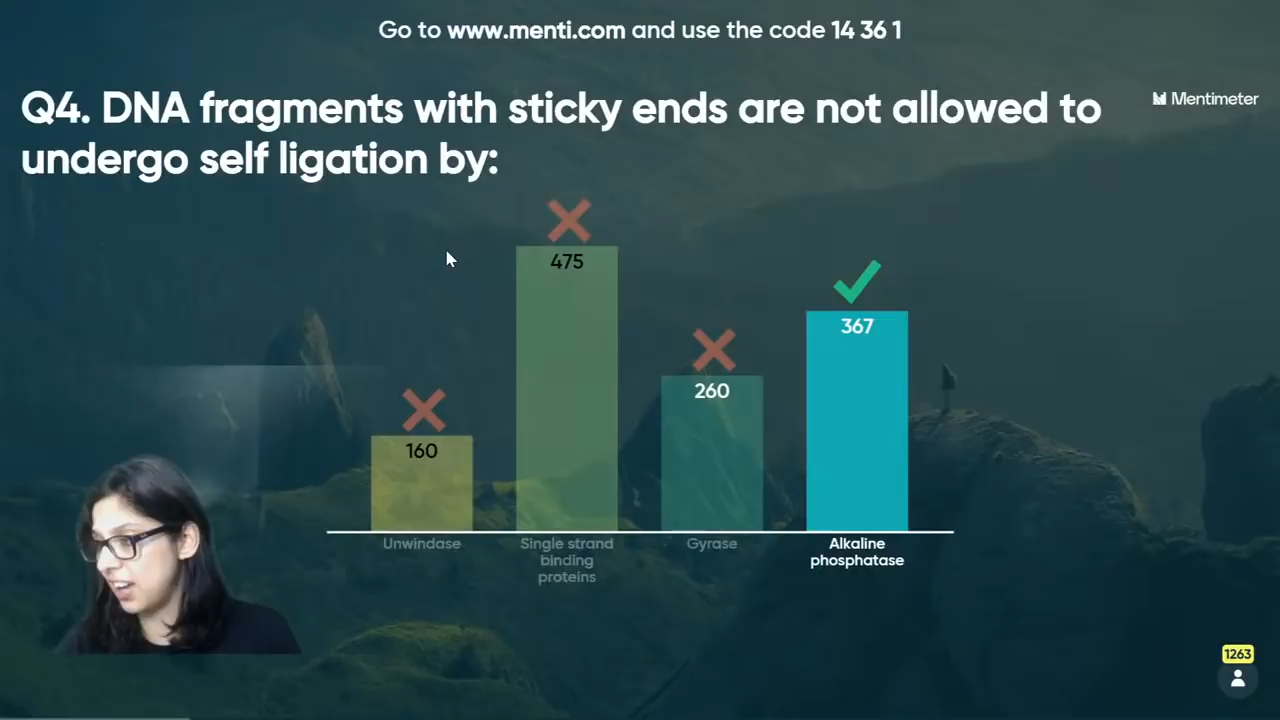 Go to www.menti.com and use the code 14 36 1
Q4. DNA fragments with sticky ends are not allowed to
undergo self ligation by:
Mentimeter
475
367
260
160
Unwindase
Single strand
binding
proteins
Gyrase
Alkaline
phosphatase
1263